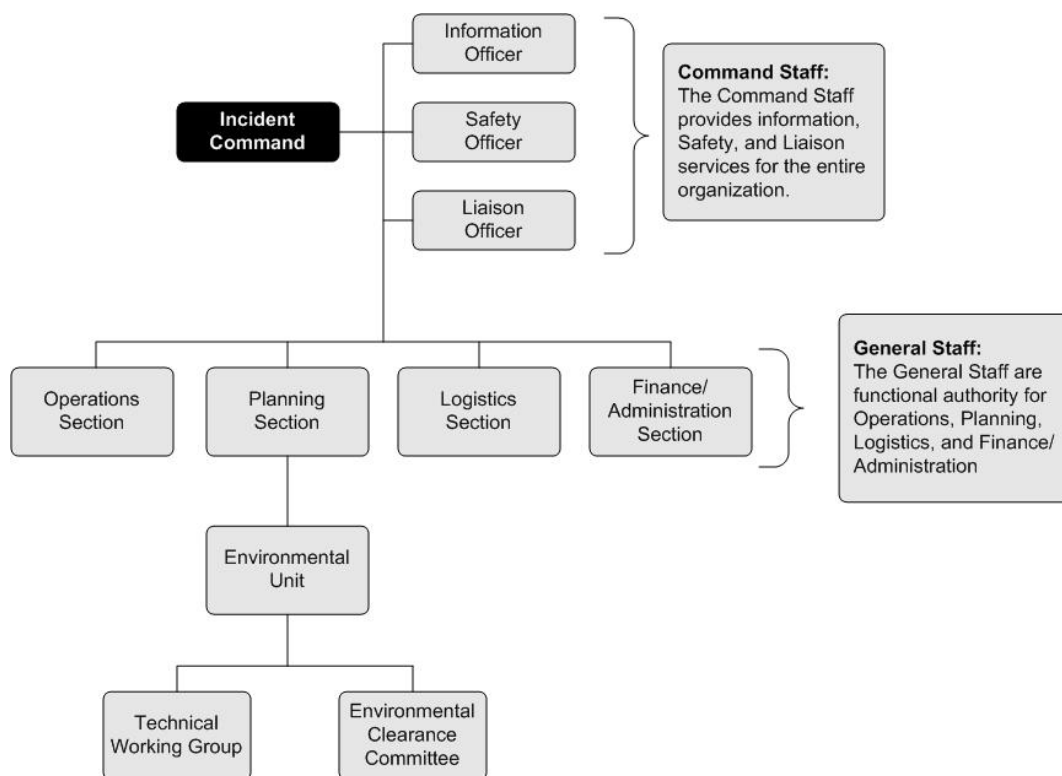 Information
Officer
Incident
Command
Safety
Officer
Liaison
Officer
Command Staff:
The Command Staff
provides information,
Safety, and Liaison
services for the entire
organization.
Operations
Section
Planning
Section
Logistics
Section
Finance/
Administration
Section
General Staff:
The General Staff are
functional authority for
Operations, Planning,
Logistics, and Finance/
Administration
Environmental
Unit
Technical
Working Group
Environmental
Clearance
Committee